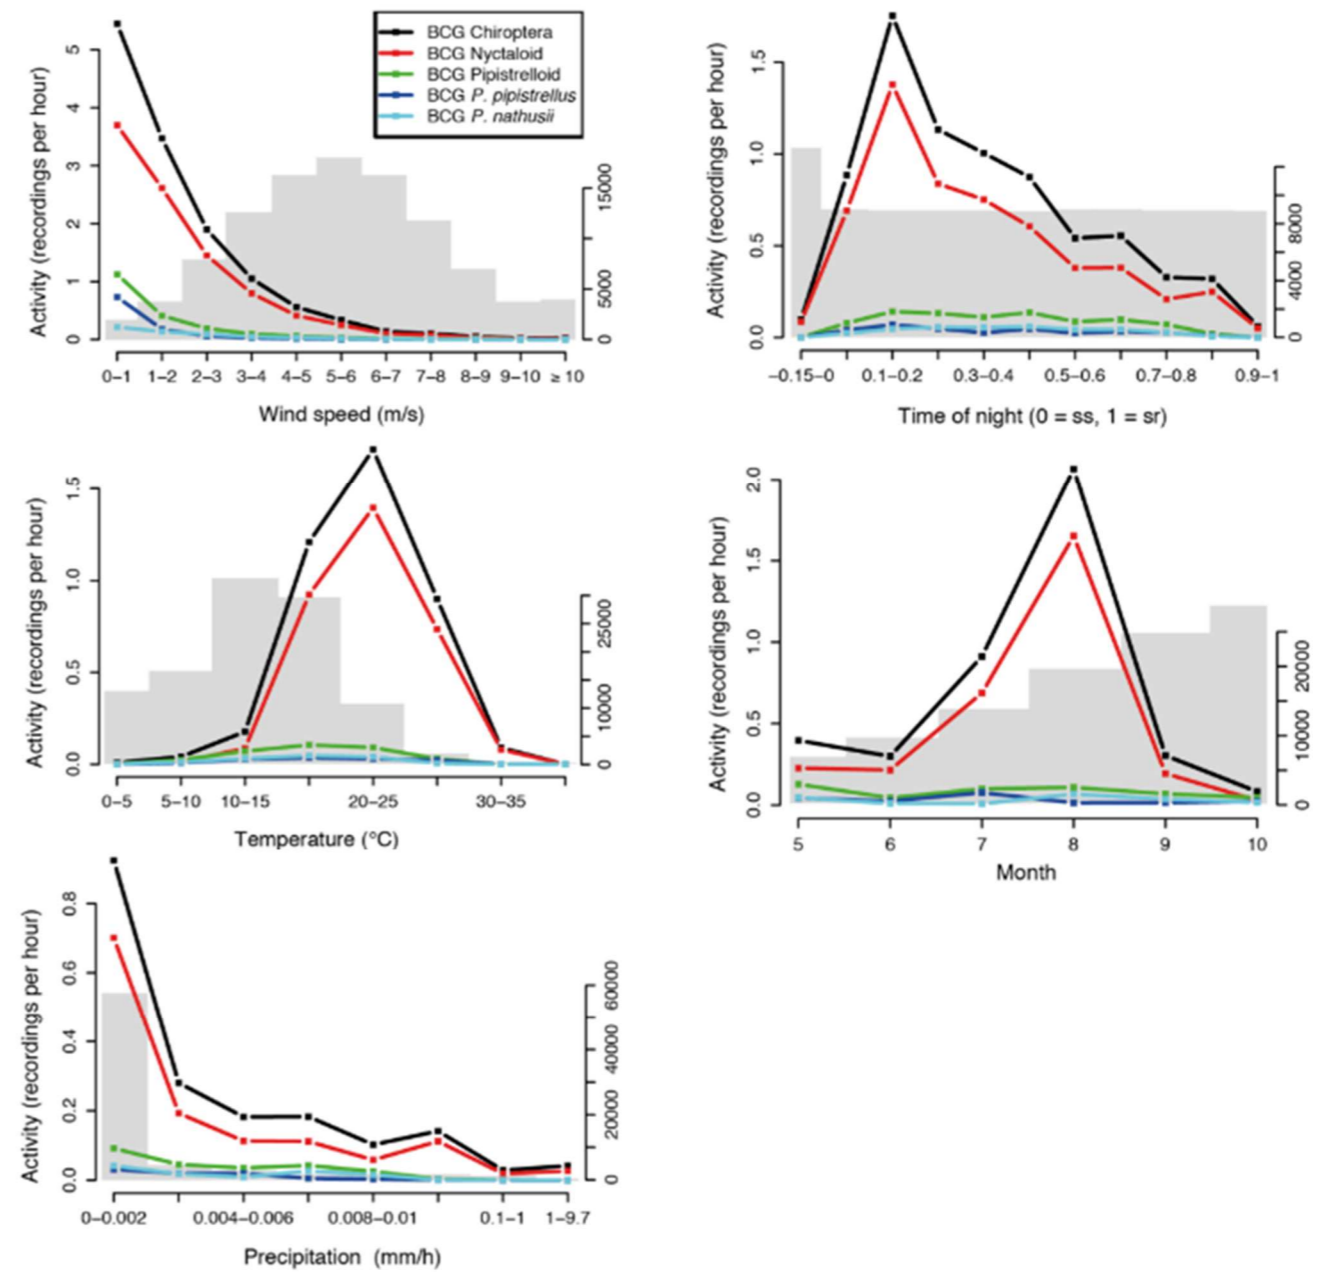 Activity (recordings per hour)
5
4
3
2
1
0
BCG Chiroptera
BCG Nyctaloid
BCG Pipistrelloid
BCG P. pipistrellus
BCG P. nathusii
15000
5000
0
0–1 1–2 2–3 3–4 4–5 5–6 6–7 7–8 8–9 9–10 ≥ 10
Wind speed (m/s)
Activity (recordings per hour)
1.5
1.0
0.5
0.0
8000
4000
0
−0.15–0 0.1–0.2 0.3–0.4 0.5–0.6 0.7–0.8 0.9–1
Time of night (0 = ss, 1 = sr)
Activity (recordings per hour)
1.5
1.0
0.5
0.0
25000
10000
0
0–5 5–10 10–15 20–25 30–35
Temperature (°C)
Activity (recordings per hour)
2.0
1.5
1.0
0.5
0.0
20000
10000
0
5 6 7 8 9 10
Month
Activity (recordings per hour)
0.8
0.6
0.4
0.2
0.0
60000
40000
20000
0
0–0.002 0.004–0.006 0.008–0.01 0.1–1 1–9.7
Precipitation (mm/h)